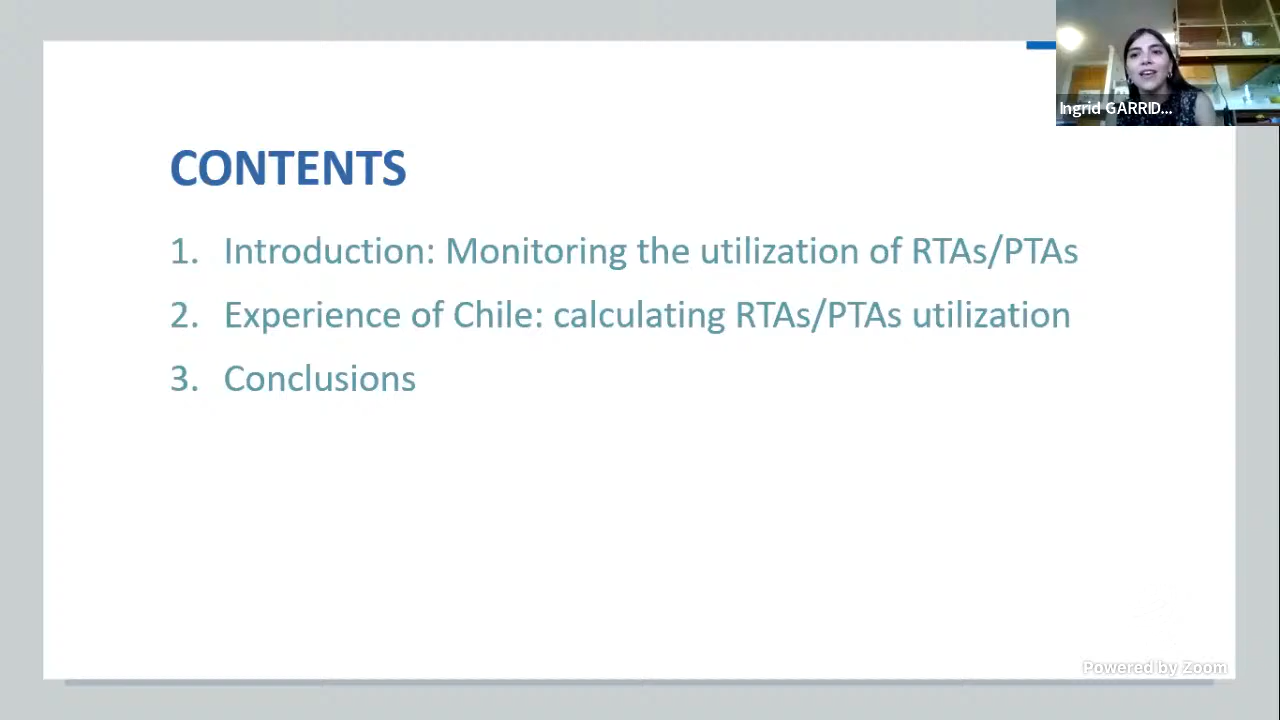 Ingrid GARRID...
CONTENTS
1. Introduction: Monitoring the utilization of RTAs/PTAs
2. Experience of Chile: calculating RTAs/PTAs utilization
3. Conclusions
Powered by Zoom